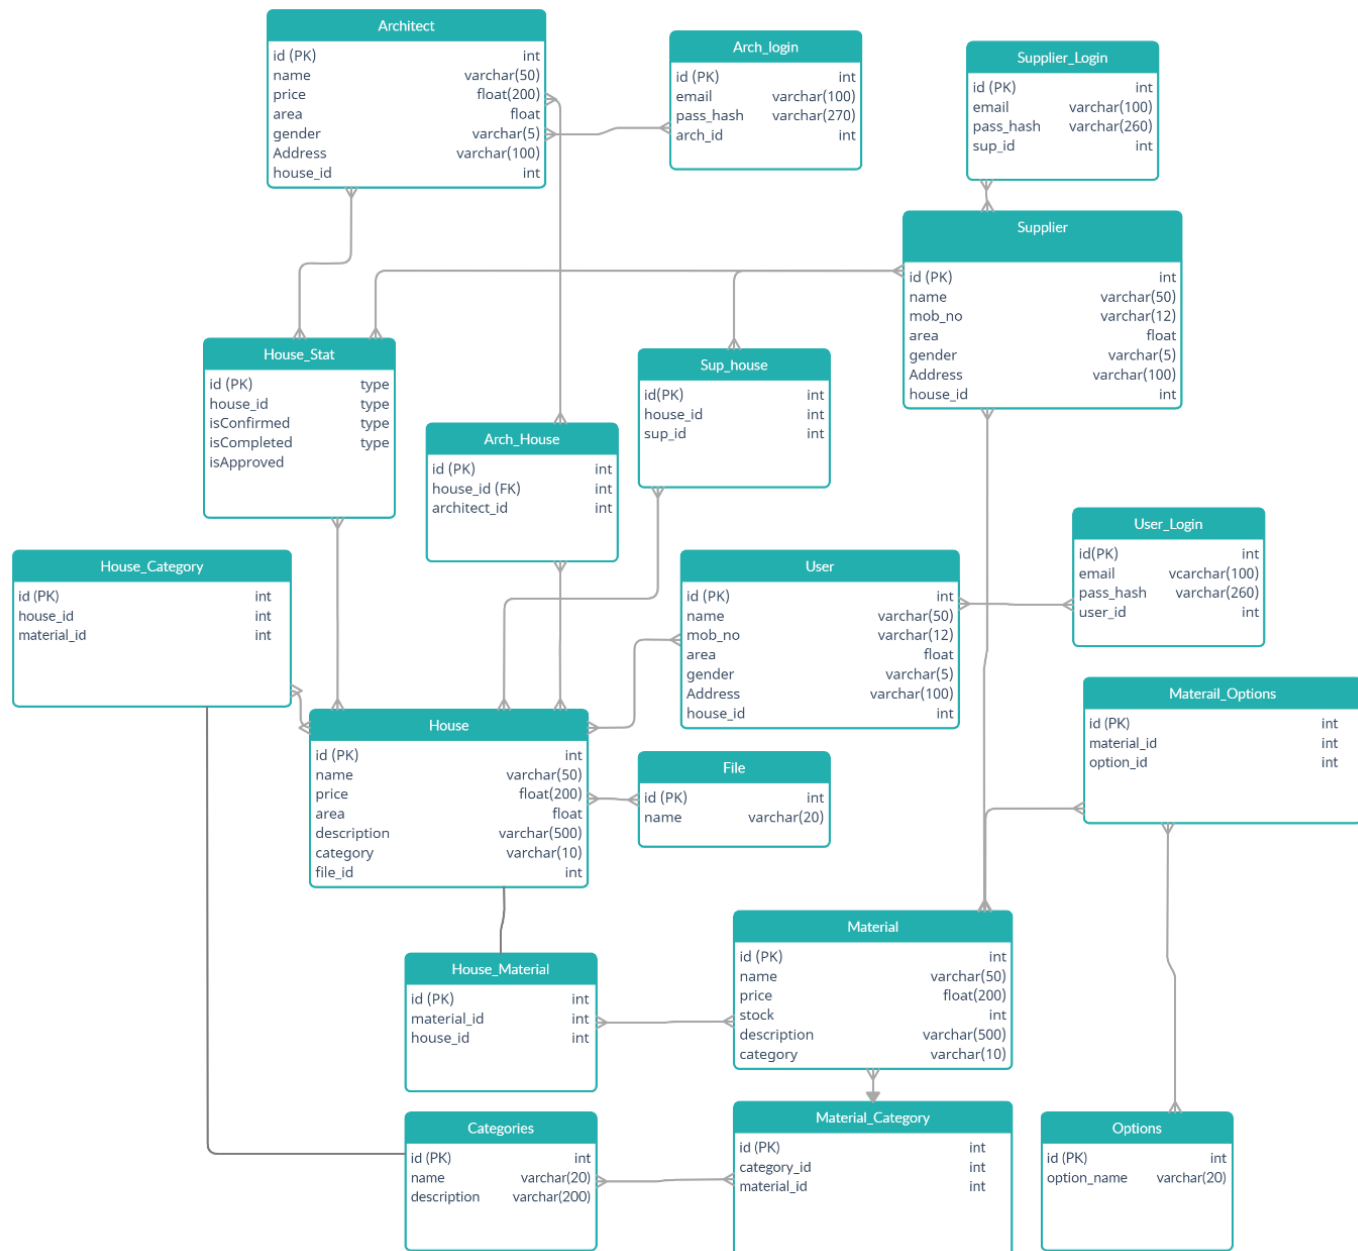 Architect
id (PK) int
name varchar(50)
price float(200)
area float
gender varchar(5)
Address varchar(100)
house_id int
Arch_login
id (PK) int
email varchar(100)
pass_hash varchar(270)
arch_id int
Supplier_Login
id (PK) int
email varchar(100)
pass_hash varchar(260)
sup_id int
Supplier
id (PK) int
name varchar(50)
mob_no varchar(12)
area float
gender varchar(5)
Address varchar(100)
house_id int
House_Stat
id (PK) type
house_id type
isConfirmed type
isCompleted type
isApproved
Sup_house
id(PK) int
house_id int
sup_id int
Arch_House
id (PK) int
house_id (FK) int
architect_id int
User_Login
id(PK) int
email vcarchar(100)
pass_hash varchar(260)
user_id int
House_Category
id (PK) int
house_id int
material_id int
User
id (PK) int
name varchar(50)
mob_no varchar(12)
area float
gender varchar(5)
Address varchar(100)
house_id int
Materail_Options
id (PK) int
material_id int
option_id int
House
id (PK) int
name varchar(50)
price float(200)
area float
description varchar(500)
category varchar(10)
file_id int
File
id (PK) int
name varchar(20)
Material
id (PK) int
name varchar(50)
price float(200)
stock int
description varchar(500)
category varchar(10)
House_Material
id (PK) int
material_id int
house_id int
Categories
id (PK) int
name varchar(20)
description varchar(200)
Material_Category
id (PK) int
category_id int
material_id int
Options
id (PK) int
option_name varchar(20)